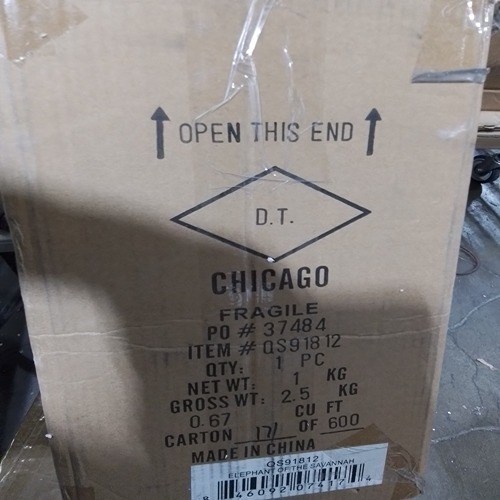 OPEN THIS END
D.T.
CHICAGO
FRAGILE
PO # 37484
ITEM # QS91812
QTY: 1 PC
NET WT: 1 KG
GROSS WT: 2.5 KG
0.67 CU FT
CARTON 17/ OF 600
MADE IN CHINA
QS91812
ELEPHANT OF THE SAVANNAH